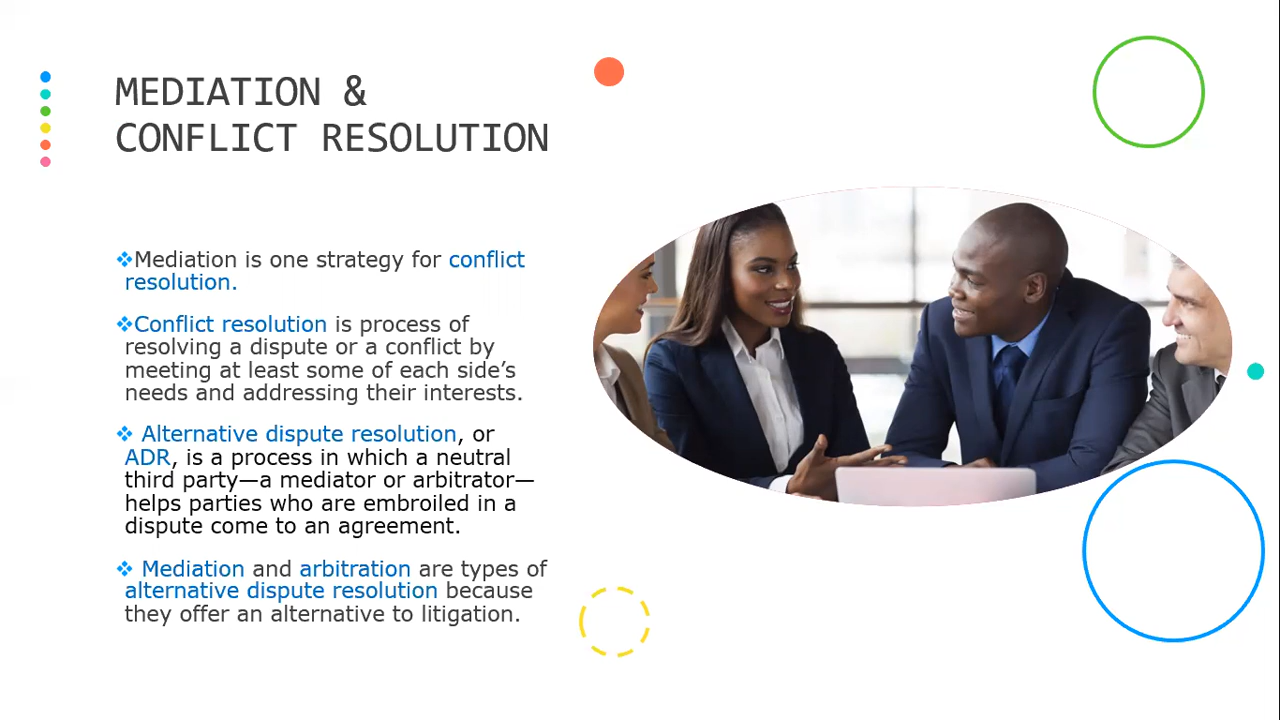 MEDIATION &
CONFLICT RESOLUTION
❖Mediation is one strategy for conflict
resolution.
❖Conflict resolution is process of
resolving a dispute or a conflict by
meeting at least some of each side’s
needs and addressing their interests.
❖ Alternative dispute resolution, or
ADR, is a process in which a neutral
third party—a mediator or arbitrator—
helps parties who are embroiled in a
dispute come to an agreement.
❖ Mediation and arbitration are types of
alternative dispute resolution because
they offer an alternative to litigation.